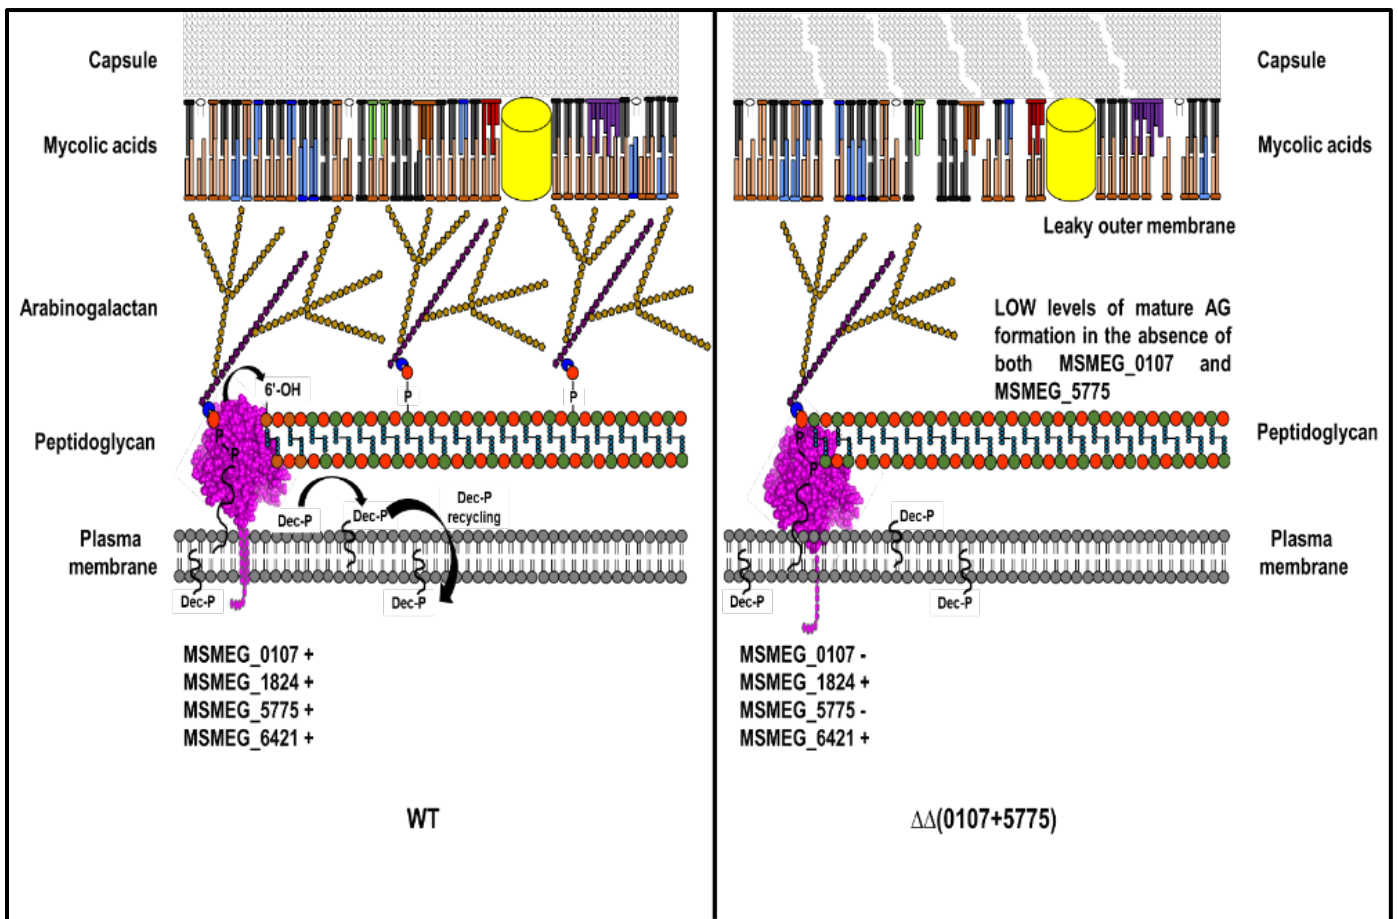 Capsule
Mycolic acids
Arabinogalactan
6'-OH
P
P
Peptidoglycan
P
P
Dec-P
Dec-P
Dec-P
recycling
Plasma
membrane
Dec-P
Dec-P
MSMEG_0107 +
MSMEG_1824 +
MSMEG_5775 +
MSMEG_6421 +
WT
Capsule
Mycolic acids
Leaky outer membrane
LOW levels of mature AG
formation in the absence of
both MSMEG_0107 and
MSMEG_5775
Peptidoglycan
P
P
Dec-P
Plasma
membrane
Dec-P
Dec-P
MSMEG_0107 -
MSMEG_1824 +
MSMEG_5775 -
MSMEG_6421 +
ΔΔ(0107+5775)